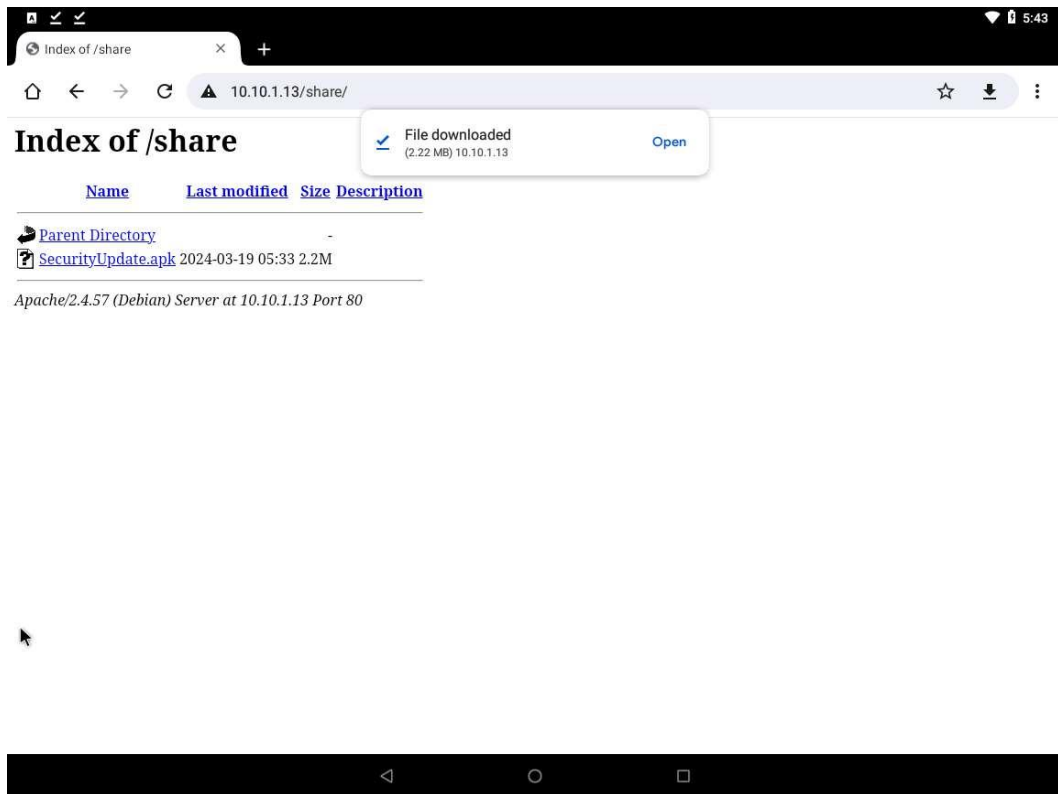 5:43
Index of /share
10.10.1.13/share/
File downloaded
(2.22 MB) 10.10.1.13
Open
Index of /share
Name Last modified Size Description
Parent Directory -
SecurityUpdate.apk 2024-03-19 05:33 2.2M
Apache/2.4.57 (Debian) Server at 10.10.1.13 Port 80